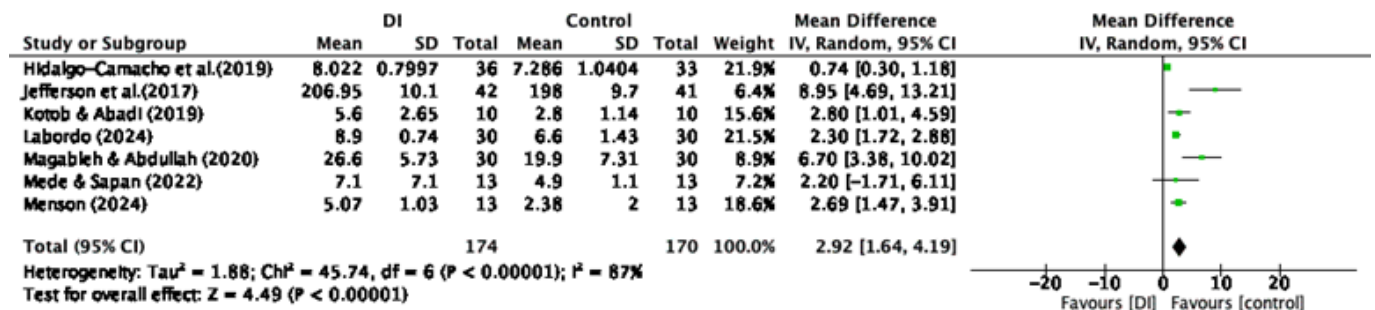 DI Control Mean Difference Mean Difference
Study or Subgroup Mean SD Total Mean SD Total Weight IV, Random, 95% CI IV, Random, 95% CI
Hidalgo-Camacho et al.(2019) 8.022 0.7997 36 7.286 1.0404 33 21.9% 0.74 [0.30, 1.18]
Jefferson et al.(2017) 206.95 10.1 42 198 9.7 41 6.4% 8.95 [4.69, 13.21]
Kotob & Abadi (2019) 5.6 2.65 10 2.8 1.14 10 15.6% 2.80 [1.01, 4.59]
Labordo (2024) 8.9 0.74 30 6.6 1.43 30 21.5% 2.30 [1.72, 2.88]
Magableh & Abdullah (2020) 26.6 5.73 30 19.9 7.31 30 8.9% 6.70 [3.38, 10.02]
Mede & Sapan (2022) 7.1 7.1 13 4.9 1.1 13 7.2% 2.20 [-1.71, 6.11]
Menson (2024) 5.07 1.03 13 2.38 2 13 18.6% 2.69 [1.47, 3.91]
Total (95% CI) 174 170 100.0% 2.92 [1.64, 4.19]
Heterogeneity: Tau² = 1.88; Chi² = 45.74, df = 6 (P < 0.00001); I² = 87%
Test for overall effect: Z = 4.49 (P < 0.00001)
-20 -10 0 10 20
Favours [DI] Favours [control]